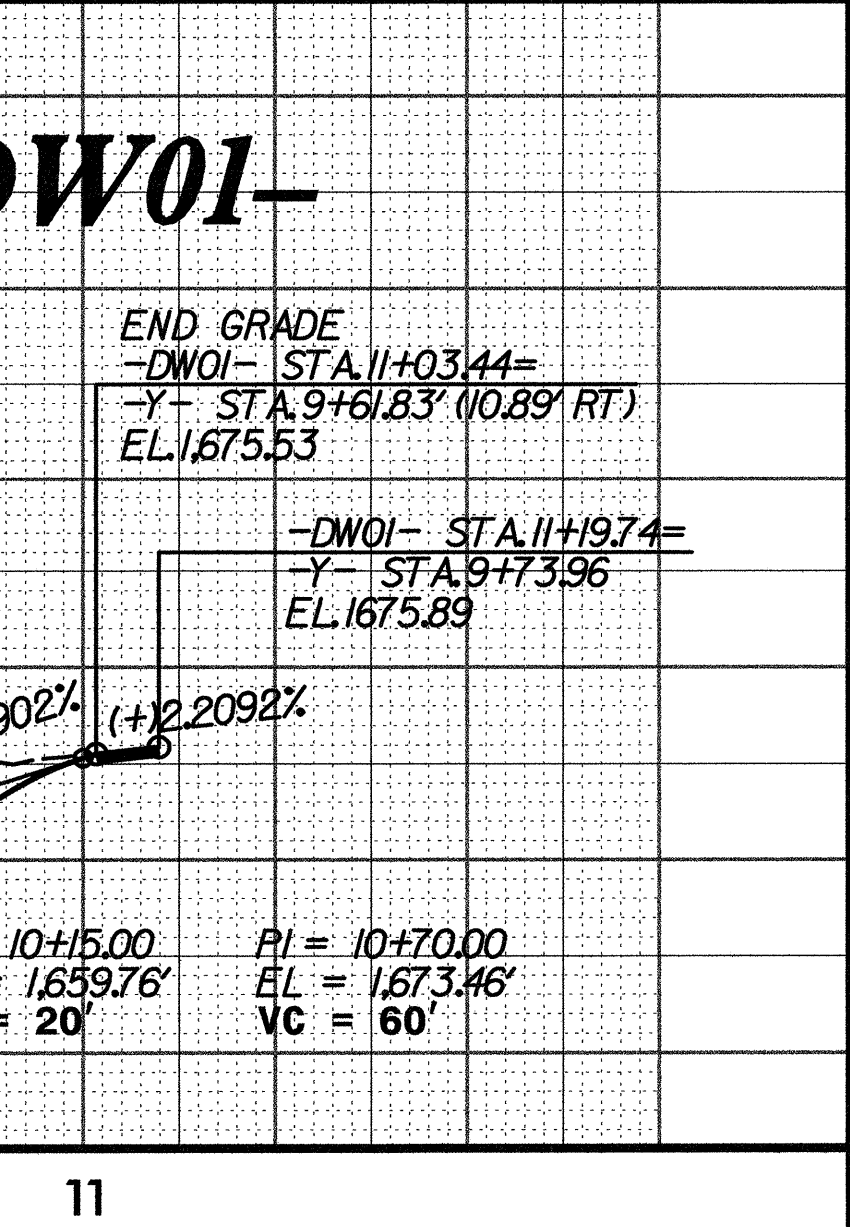 DW01-
END GRADE
-DW01- STA. 11+03.44=
-Y- STA. 9+61.83' (10.89' RT)
EL. 1,675.53
-DW01- STA. 11+19.74=
-Y- STA. 9+73.96
EL. 1675.89
902% (+)2.2092%
10+15.00 PI = 10+70.00
= 1,659.76' EL = 1,673.46'
= 20' VC = 60'
11